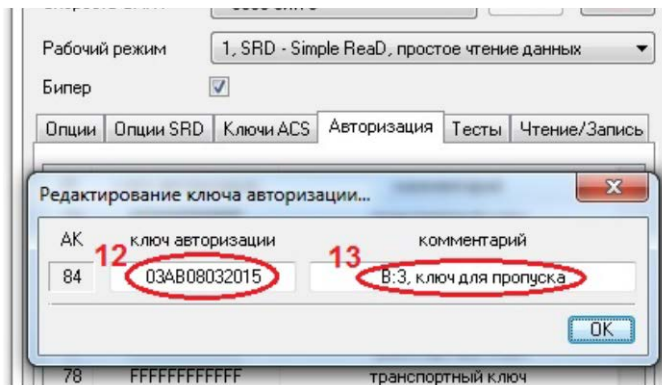 Рабочий режим 1, SRD - Simple ReaD, простое чтение данных
Бипер
Опции Опции SRD Ключи ACS Авторизация Тесты Чтение/Запись
Редактирование ключа авторизации...
АК ключ авторизации комментарий
12 13
84 03AB08032015 В:3, ключ для пропуска
OK
78 FFFFFFFFFFFF транспортный ключ